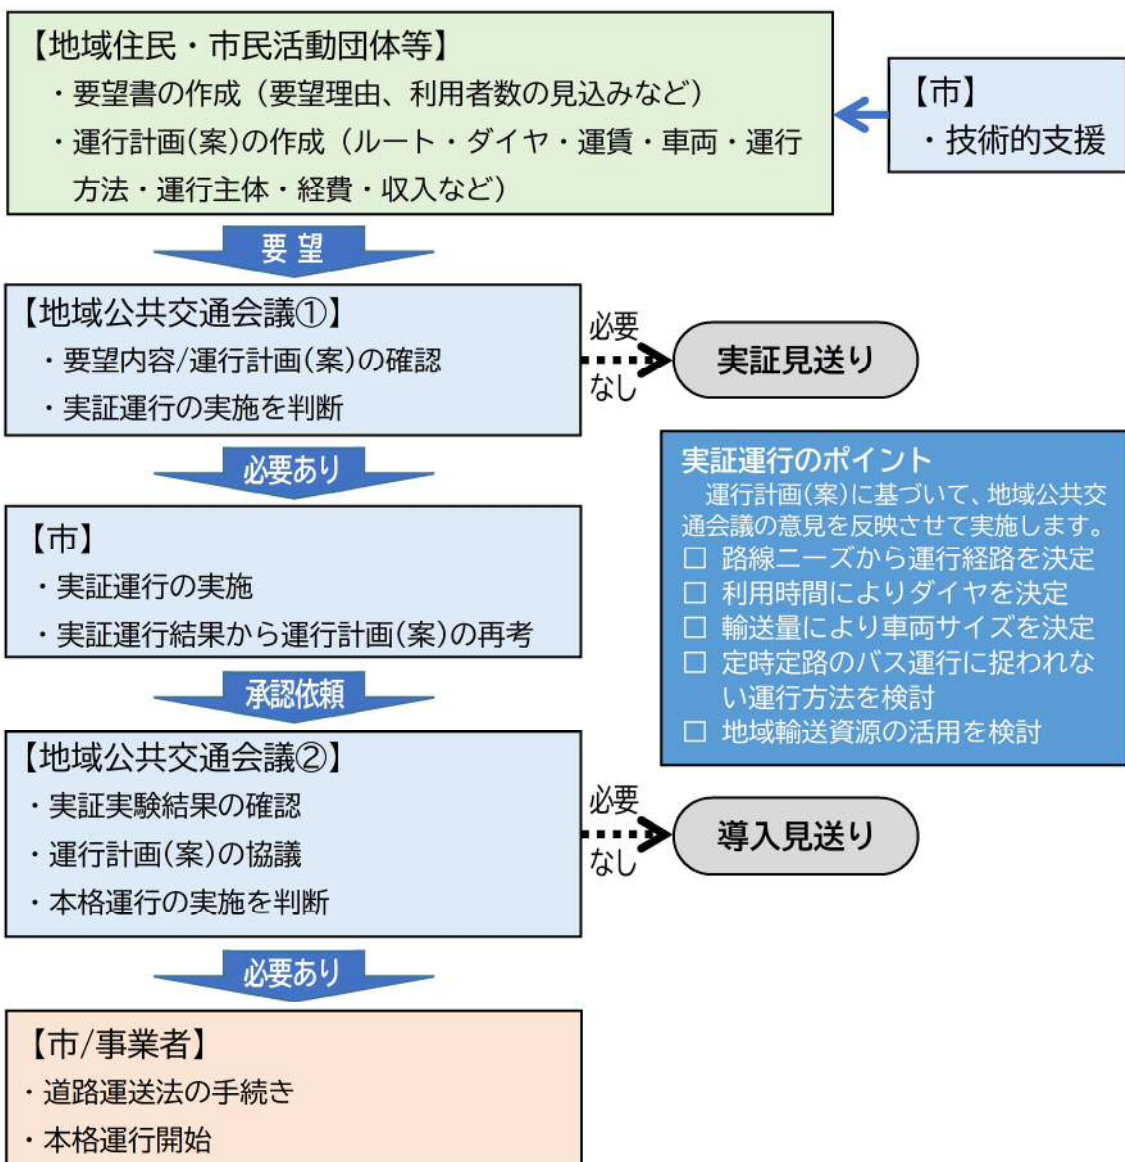 【地域住民・市民活動団体等】
・要望書の作成（要望理由、利用者数の見込みなど）
・運行計画(案)の作成（ルート・ダイヤ・運賃・車両・運行
方法・運行主体・経費・収入など）
【市】
・技術的支援
要望
【地域公共交通会議①】
・要望内容/運行計画(案)の確認
・実証運行の実施を判断
必要
なし
実証見送り
必要あり
【市】
・実証運行の実施
・実証運行結果から運行計画(案)の再考
実証運行のポイント
運行計画(案)に基づいて、地域公共交
通会議の意見を反映させて実施します。
□ 路線ニーズから運行経路を決定
□ 利用時間によりダイヤを決定
□ 輸送量により車両サイズを決定
□ 定時定路のバス運行に捉われな
い運行方法を検討
□ 地域輸送資源の活用を検討
承認依頼
【地域公共交通会議②】
・実証実験結果の確認
・運行計画(案)の協議
・本格運行の実施を判断
必要
なし
導入見送り
必要あり
【市/事業者】
・道路運送法の手続き
・本格運行開始